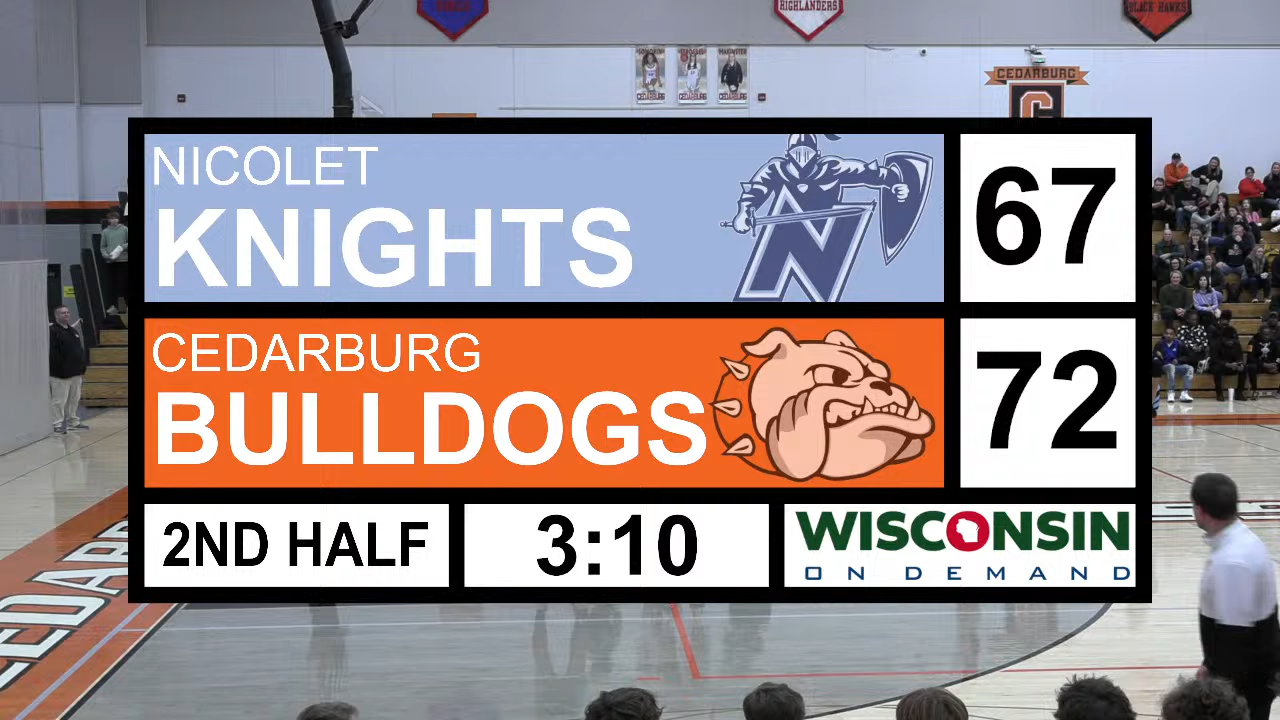 HIGHLANDERS
BLACK HAWKS
CEDARBURG
C
NICOLET
KNIGHTS
N
67
CEDARBURG
BULLDOGS
72
2ND HALF
3:10
WISCONSIN
ON DEMAND